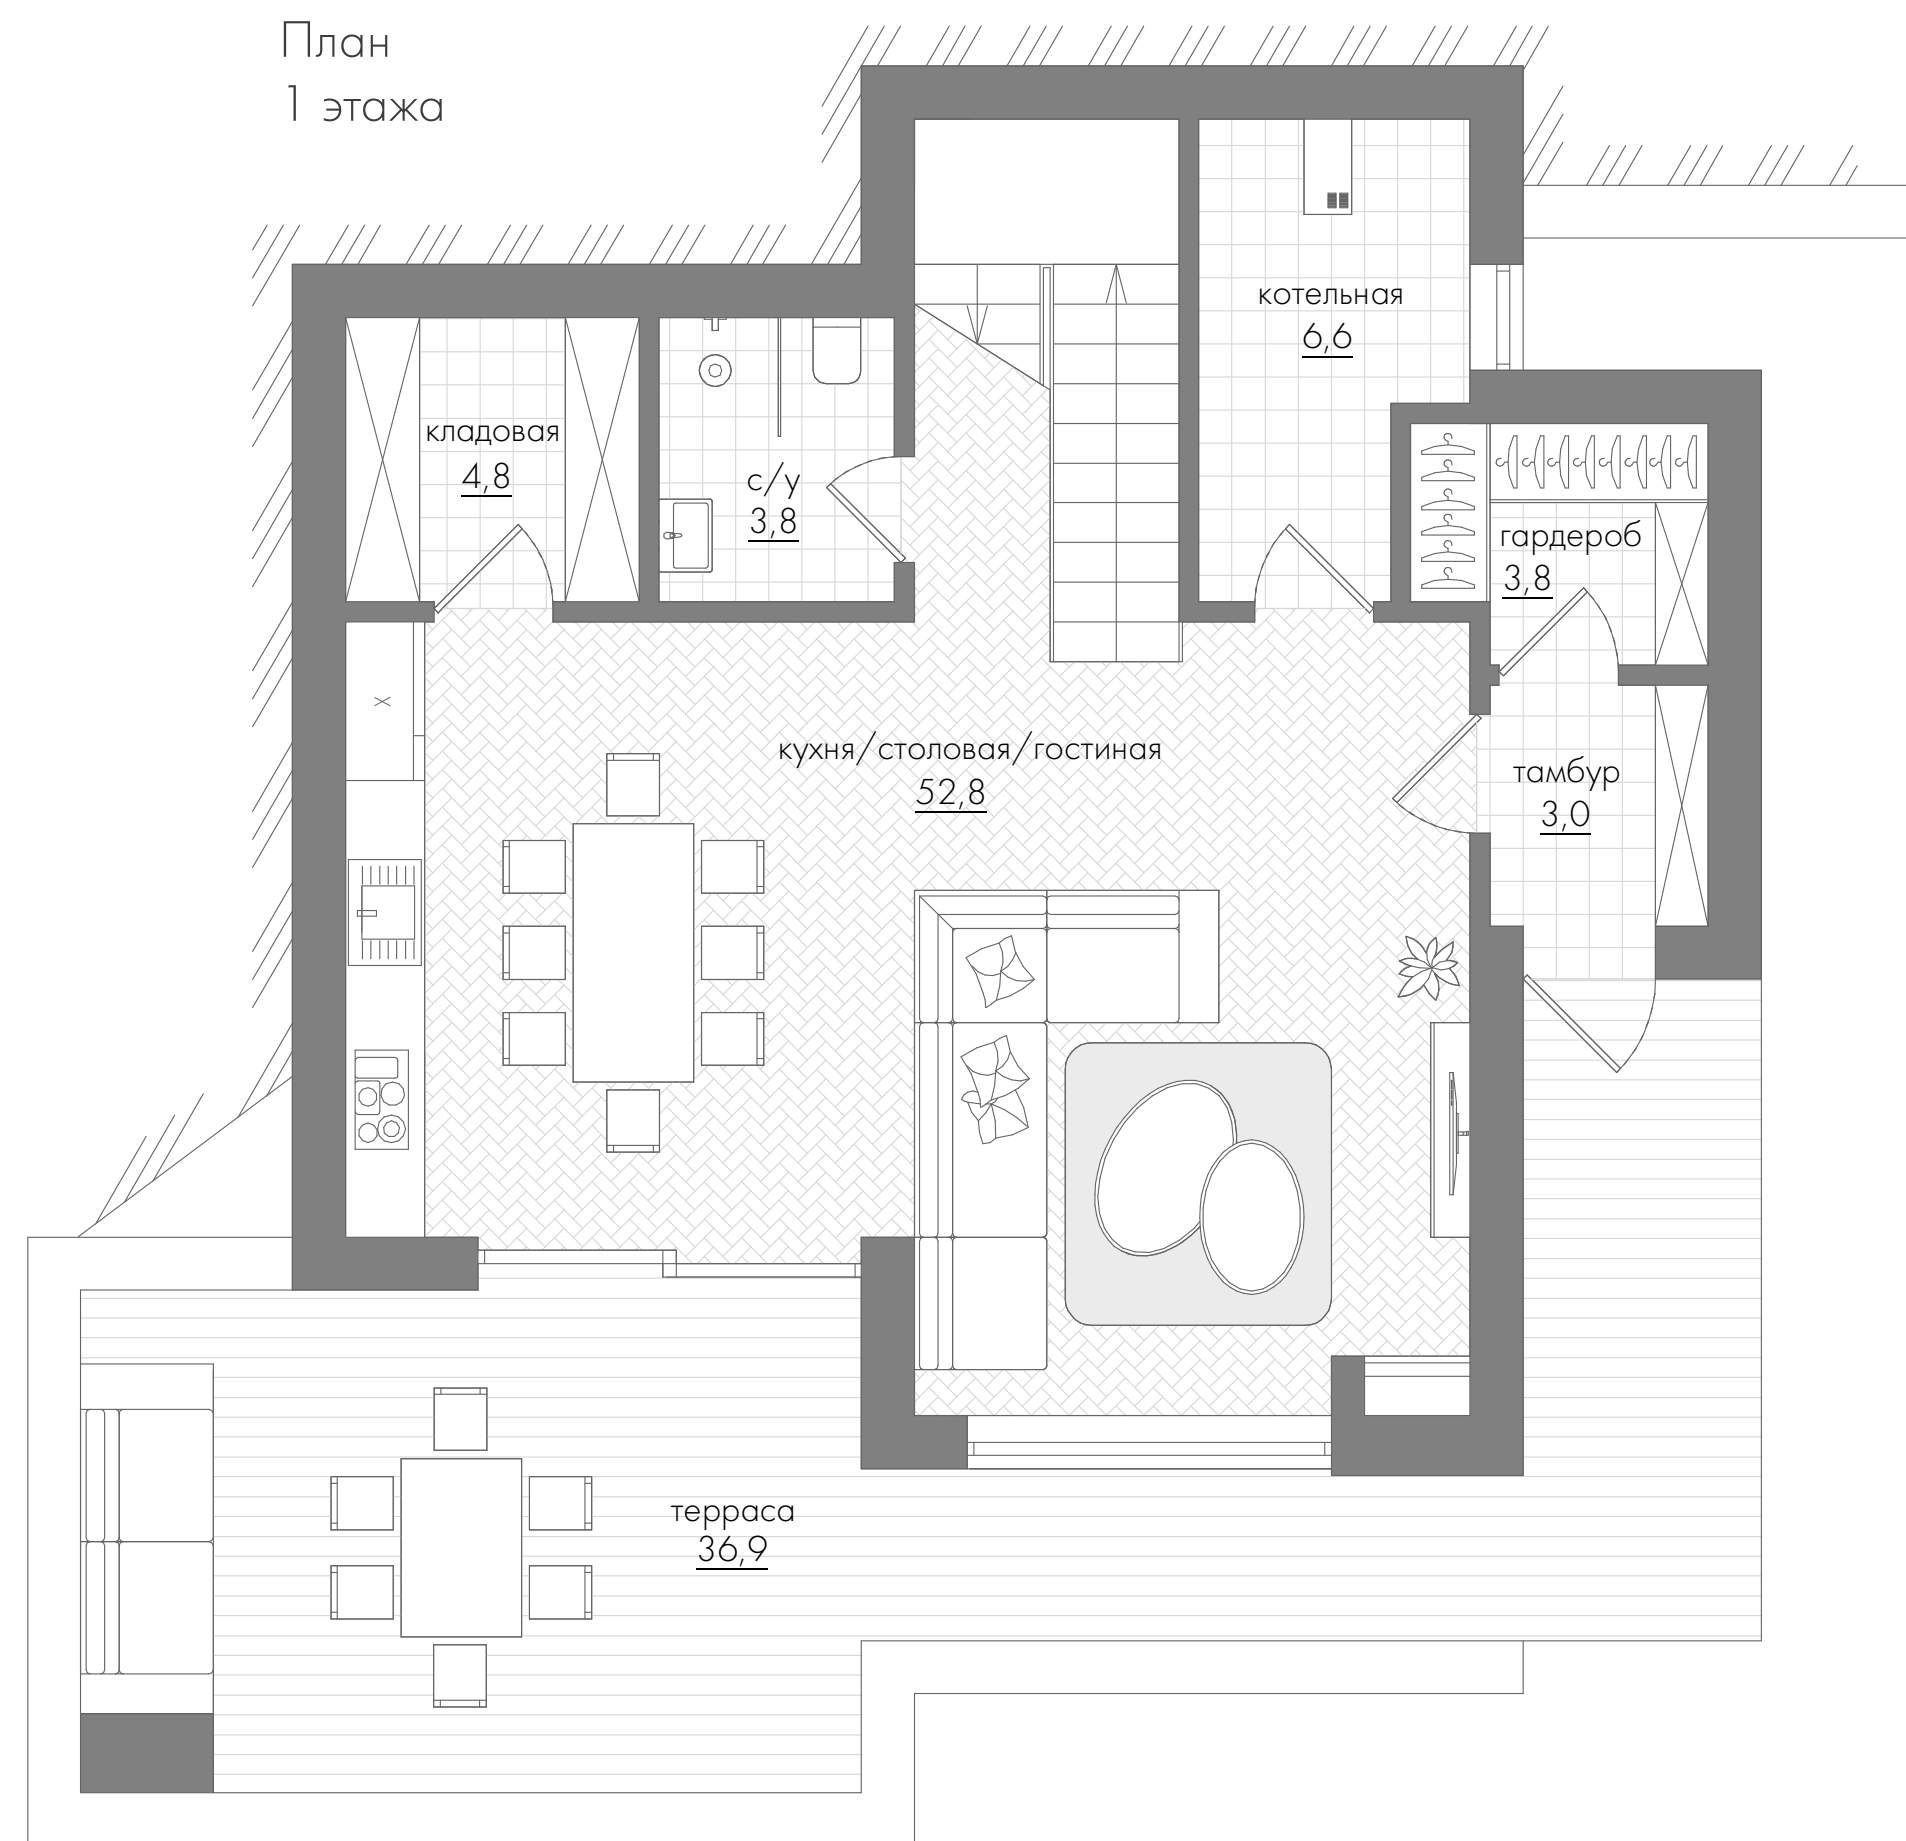 План
1 этажа
котельная
6,6
кладовая
4,8
с/у
3,8
гардероб
3,8
кухня/столовая/гостиная
52,8
тамбур
3,0
терраса
36,9